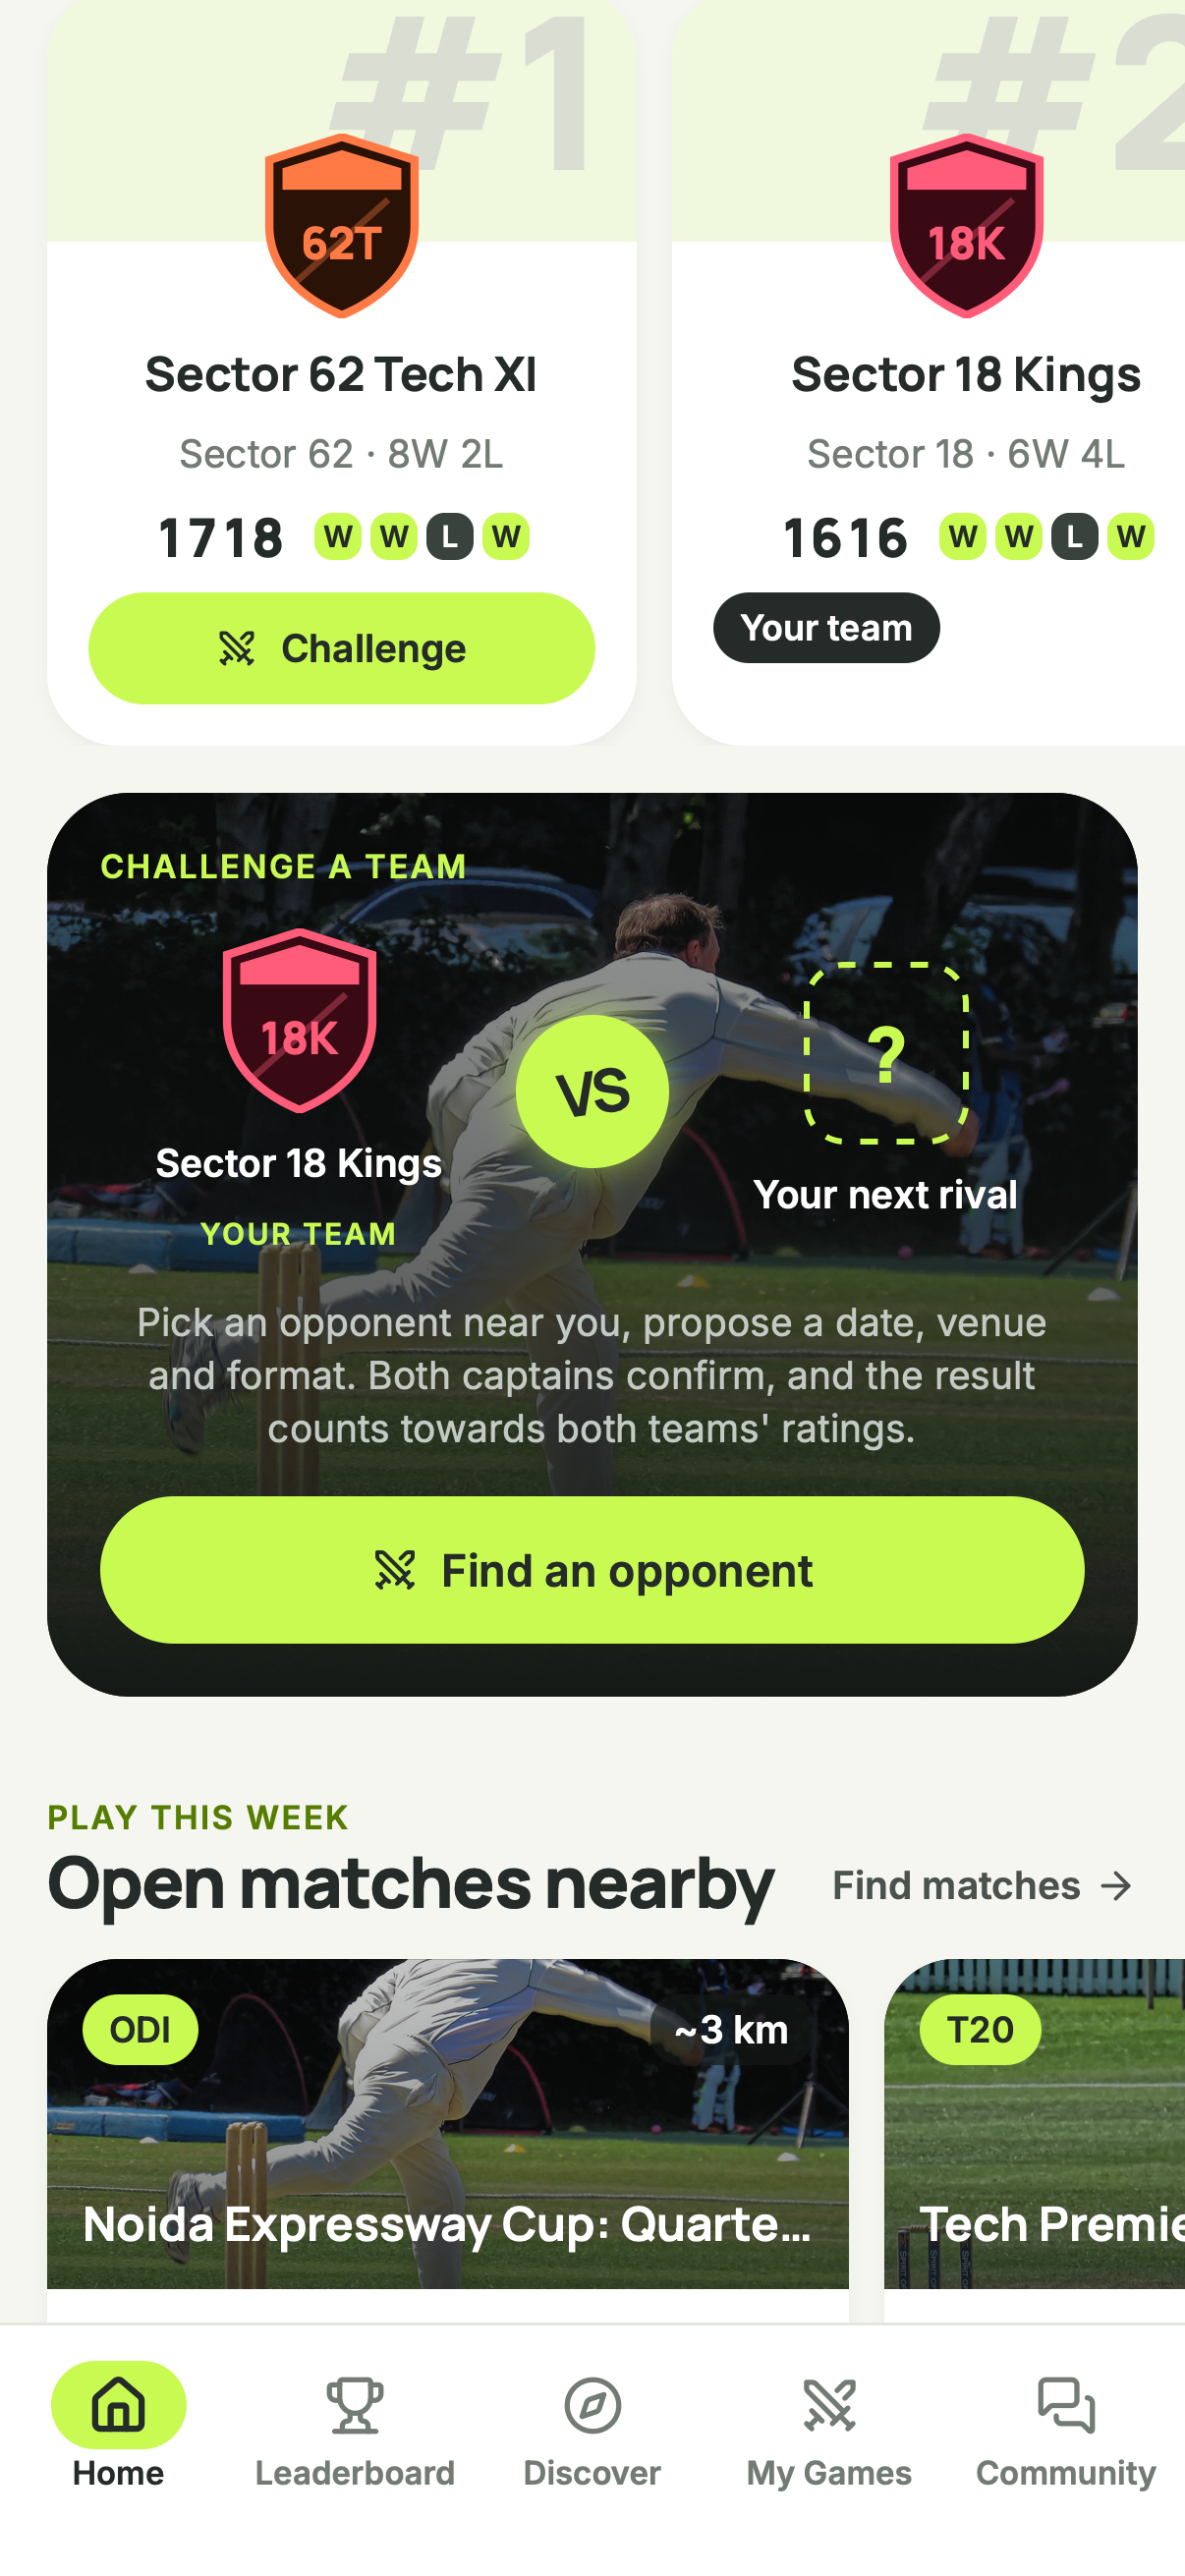 #1
#2
62T
18K
Sector 62 Tech XI
Sector 18 Kings
Sector 62 · 8W 2L
Sector 18 · 6W 4L
1718 W W L W
1616 W W L W
Challenge
Your team
CHALLENGE A TEAM
18K
VS
?
Sector 18 Kings
Your next rival
YOUR TEAM
Pick an opponent near you, propose a date, venue
and format. Both captains confirm, and the result
counts towards both teams' ratings.
Find an opponent
PLAY THIS WEEK
Open matches nearby
Find matches →
ODI
~3 km
T20
Noida Expressway Cup: Quarte...
Tech Premie
Home
Leaderboard
Discover
My Games
Community